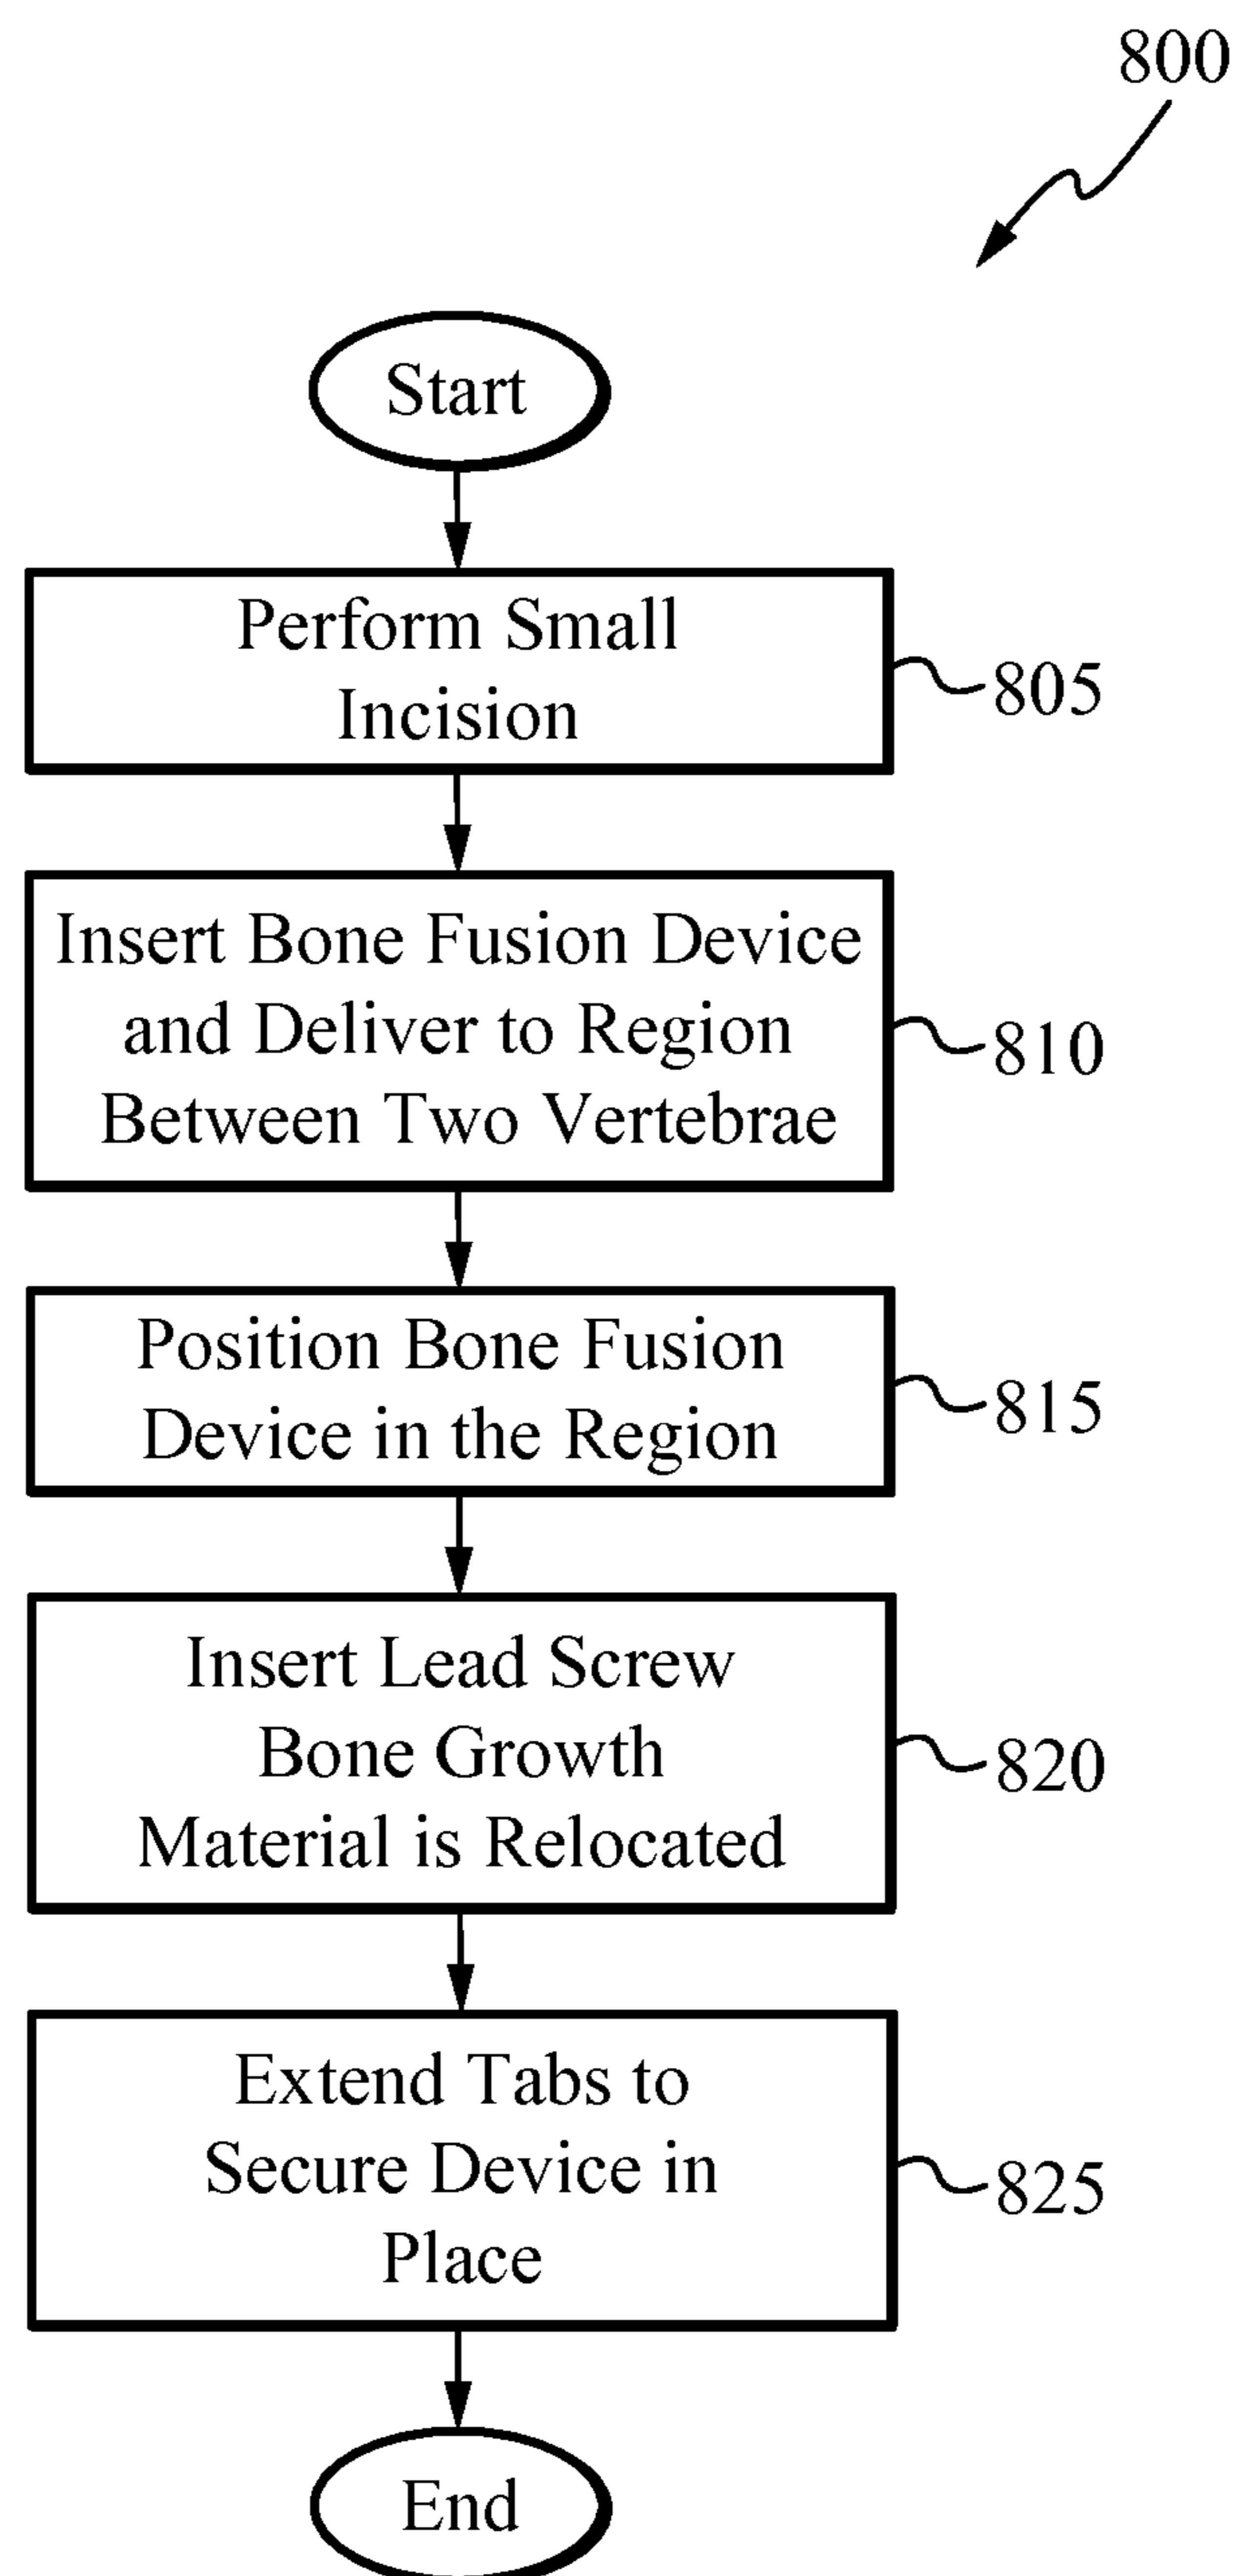 800
Start
Perform Small
Incision
805
Insert Bone Fusion Device
and Deliver to Region
Between Two Vertebrae
810
Position Bone Fusion
Device in the Region
815
Insert Lead Screw
Bone Growth
Material is Relocated
820
Extend Tabs to
Secure Device in
Place
825
End